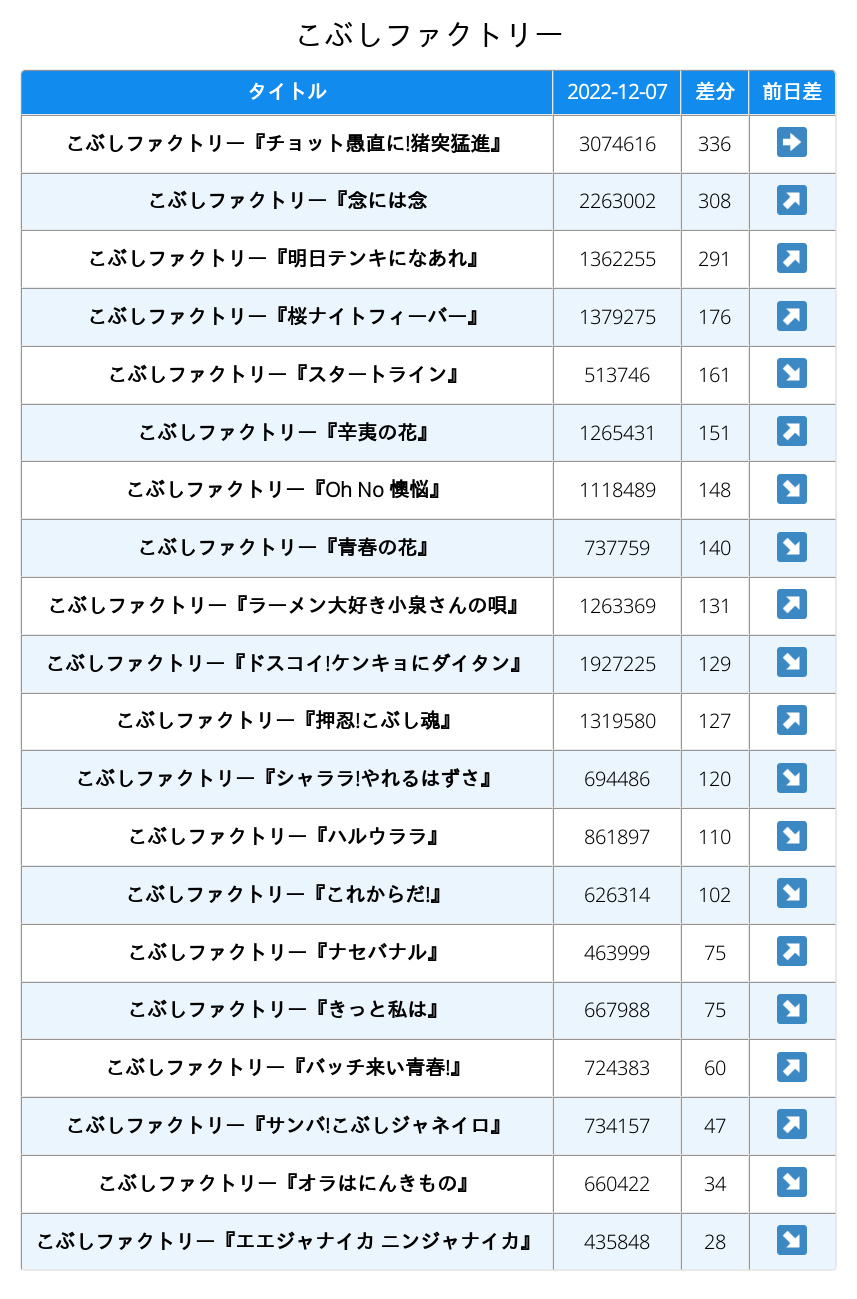 こぶしファクトリー
タイトル 2022-12-07 差分 前日差
こぶしファクトリー『チョット愚直に!猪突猛進』 3074616 336 ➡
こぶしファクトリー『念には念 2263002 308 ↗
こぶしファクトリー『明日テンキになあれ』 1362255 291 ↗
こぶしファクトリー『桜ナイトフィーバー』 1379275 176 ↗
こぶしファクトリー『スタートライン』 513746 161 ↘
こぶしファクトリー『辛夷の花』 1265431 151 ↗
こぶしファクトリー『Oh No 懊悩』 1118489 148 ↘
こぶしファクトリー『青春の花』 737759 140 ↘
こぶしファクトリー『ラーメン大好き小泉さんの唄』 1263369 131 ↗
こぶしファクトリー『ドスコイ!ケンキョにダイタン』 1927225 129 ↘
こぶしファクトリー『押忍!こぶし魂』 1319580 127 ↗
こぶしファクトリー『シャララ!やれるはずさ』 694486 120 ↘
こぶしファクトリー『ハルウララ』 861897 110 ↘
こぶしファクトリー『これからだ!』 626314 102 ↘
こぶしファクトリー『ナセバナル』 463999 75 ↗
こぶしファクトリー『きっと私は』 667988 75 ↘
こぶしファクトリー『バッチ来い青春!』 724383 60 ↗
こぶしファクトリー『サンバ!こぶしジャネイロ』 734157 47 ↗
こぶしファクトリー『オラはにんきもの』 660422 34 ↘
こぶしファクトリー『エエジャナイカ ニンジャナイカ』 435848 28 ↘